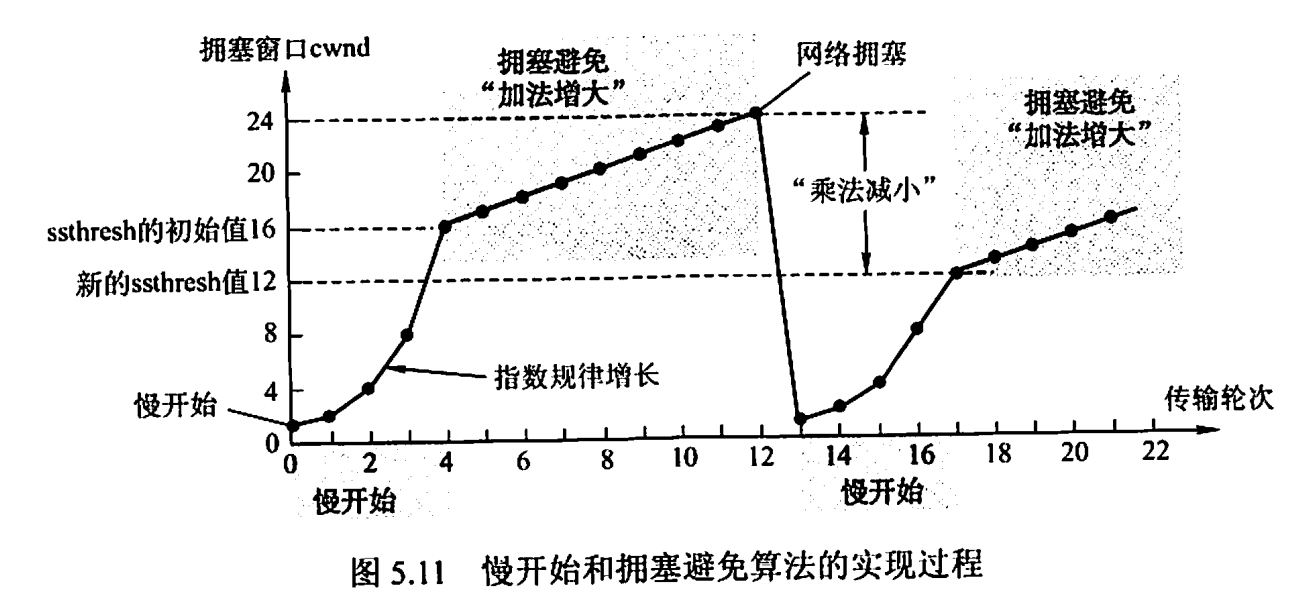 拥塞窗口cwnd
拥塞避免
“加法增大”
网络拥塞
拥塞避免
“加法增大”
24
20
“乘法减小”
ssthresh的初始值16
新的ssthresh值12
8
指数规律增长
4
慢开始
传输轮次
0
0 2 4 6 8 10 12 14 16 18 20 22
慢开始
慢开始
图 5.11 慢开始和拥塞避免算法的实现过程